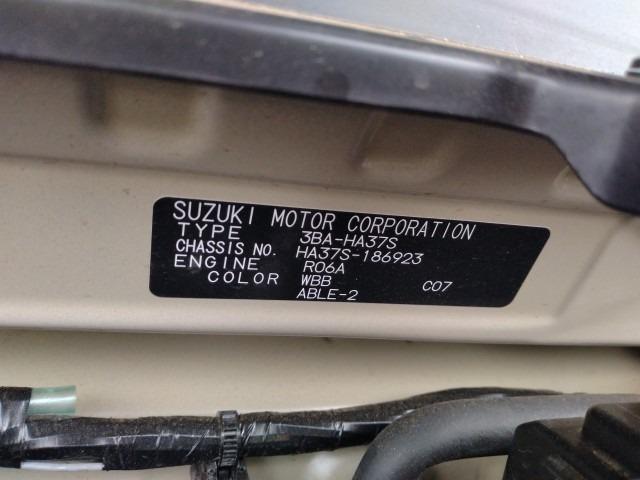 SUZUKI MOTOR CORPORATION
TYPE 3BA-HA37S
CHASSIS NO. HA37S-186923
ENGINE R06A
COLOR WBB C07
ABLE-2